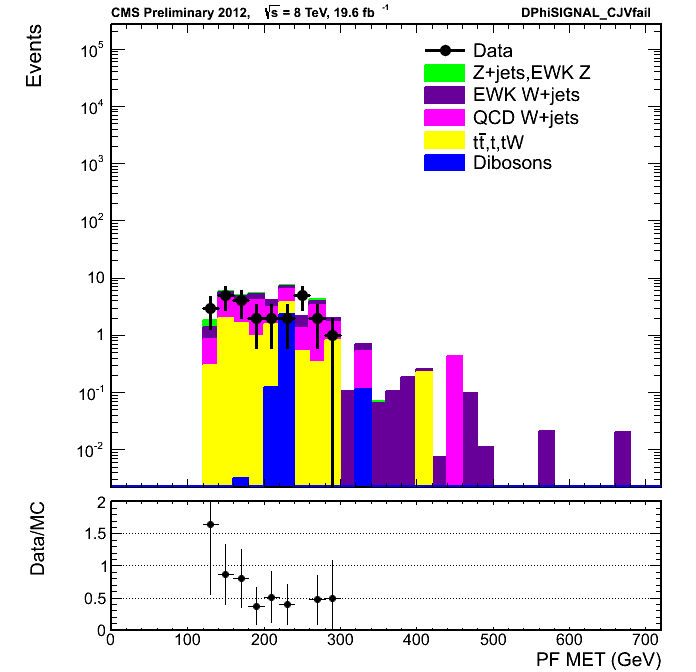 CMS Preliminary 2012, √s = 8 TeV, 19.6 fb⁻¹ DPhiSIGNAL_CJVfail
Events
10⁵
10⁴
10³
10²
10
1
10⁻¹
10⁻²
Data
Z+jets,EWK Z
EWK W+jets
QCD W+jets
tt̄,t,tW
Dibosons
Data/MC
2
1.5
1
0.5
0
0 100 200 300 400 500 600 700
PF MET (GeV)